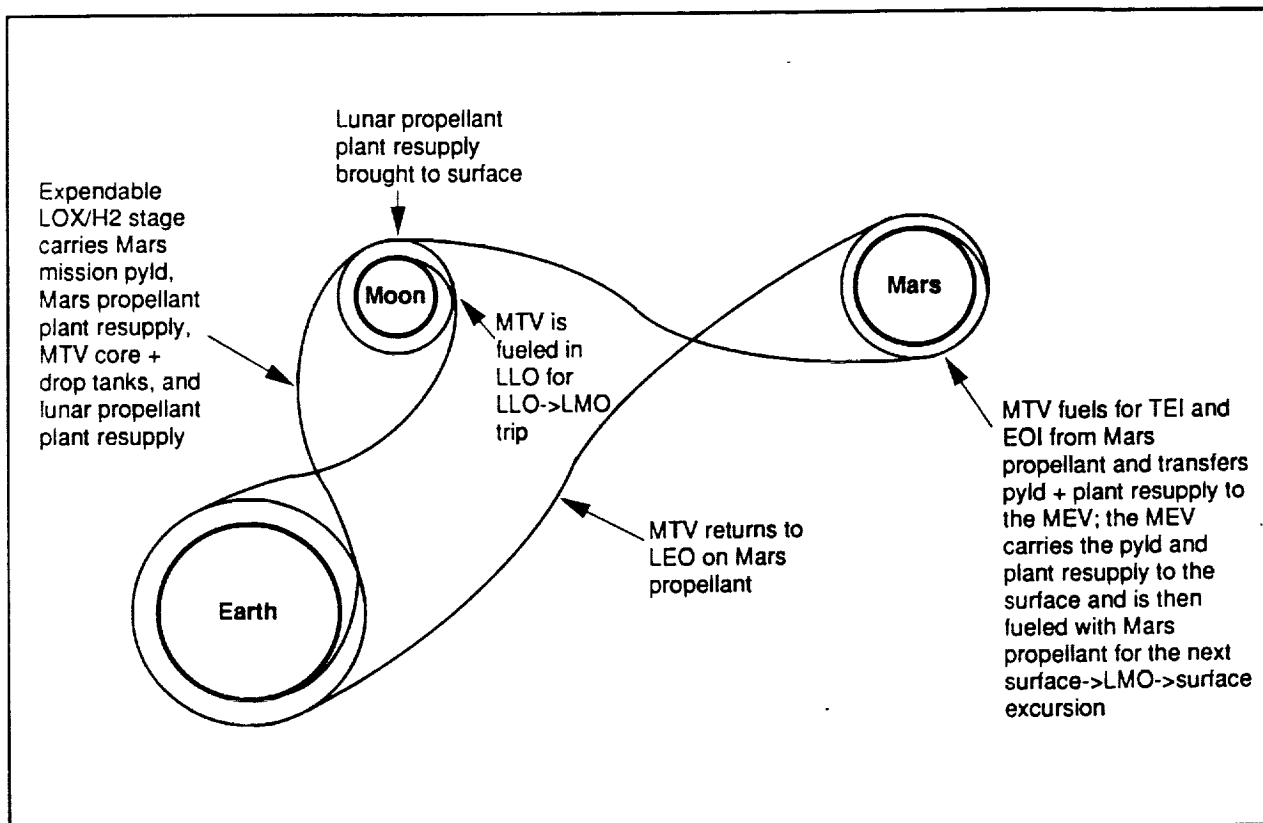 Lunar propellant
plant resupply
brought to surface
Expendable
LOX/H2 stage
carries Mars
mission pyld,
Mars propellant
plant resupply,
MTV core +
drop tanks, and
lunar propellant
plant resupply
Moon
Mars
MTV is
fueled in
LLO for
LLO->LMO
trip
MTV fuels for TEI and
EOI from Mars
propellant and transfers
pyld + plant resupply to
the MEV; the MEV
carries the pyld and
plant resupply to the
surface and is then
fueled with Mars
propellant for the next
surface->LMO->surface
excursion
MTV returns to
LEO on Mars
propellant
Earth